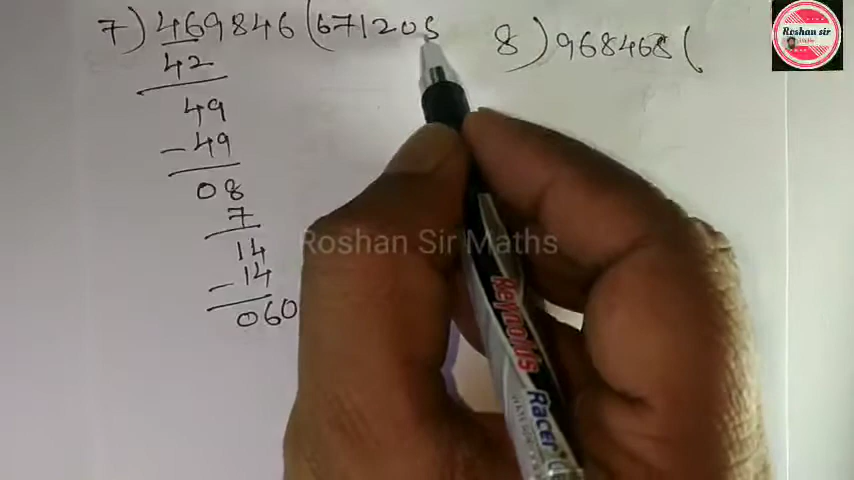 7) 469846 (671205
8) 968468 (
42
49
- 49
08
7
14
- 14
060
Roshan Sir Maths
Reynolds Racer
Roshan sir